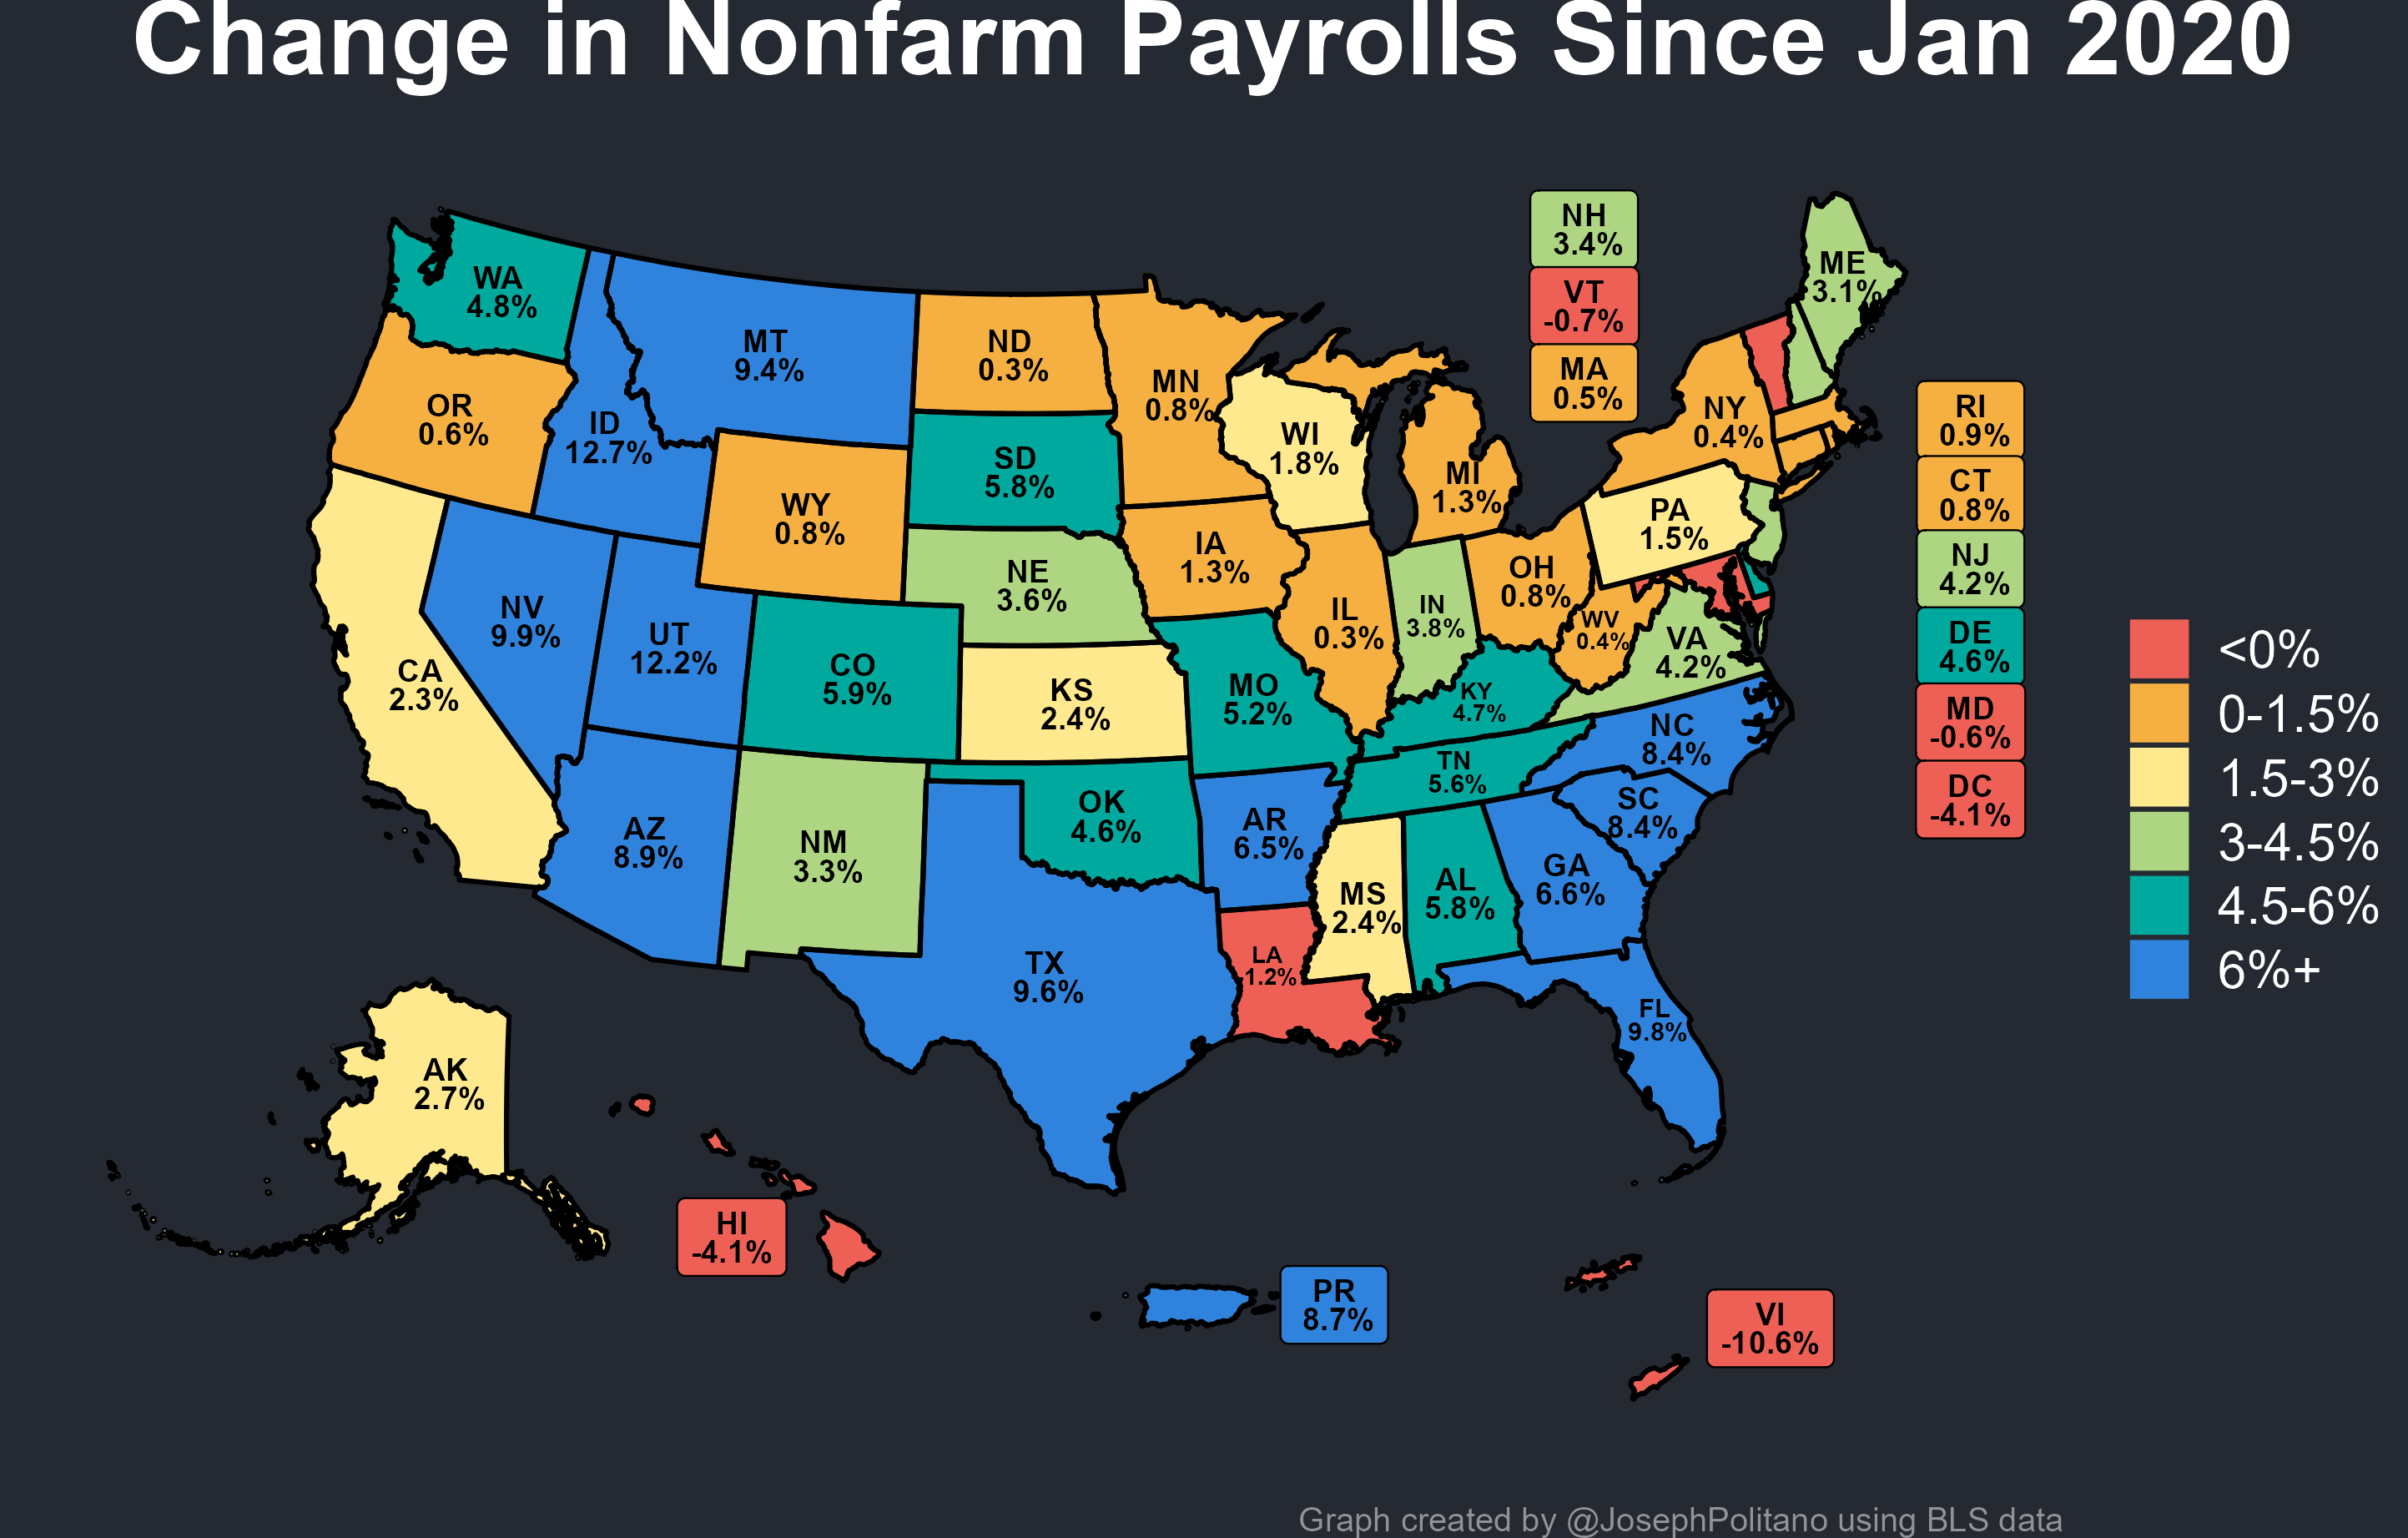 Change in Nonfarm Payrolls Since Jan 2020
NH
3.4%
VT
-0.7%
MA
0.5%
ME
3.1%
WA
4.8%
MT
9.4%
ND
0.3%
MN
0.8%
OR
0.6%
ID
12.7%
SD
5.8%
WI
1.8%
MI
1.3%
NY
0.4%
RI
0.9%
CT
0.8%
NJ
4.2%
DE
4.6%
MD
-0.6%
DC
-4.1%
WY
0.8%
IA
1.3%
PA
1.5%
NE
3.6%
OH
0.8%
IL
0.3%
IN
3.8%
WV
0.4%
VA
4.2%
NV
9.9%
UT
12.2%
CO
5.9%
CA
2.3%
KS
2.4%
MO
5.2%
KY
4.7%
NC
8.4%
TN
5.6%
SC
8.4%
AZ
8.9%
NM
3.3%
OK
4.6%
AR
6.5%
MS
2.4%
AL
5.8%
GA
6.6%
TX
9.6%
LA
-1.2%
FL
9.8%
AK
2.7%
HI
-4.1%
PR
8.7%
VI
-10.6%
<0%
0-1.5%
1.5-3%
3-4.5%
4.5-6%
6%+
Graph created by @JosephPolitano using BLS data